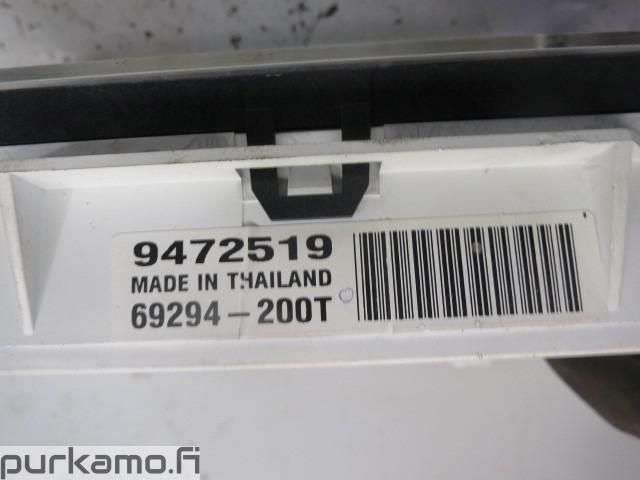 9472519
MADE IN THAILAND
69294-200T
purkamo.fi